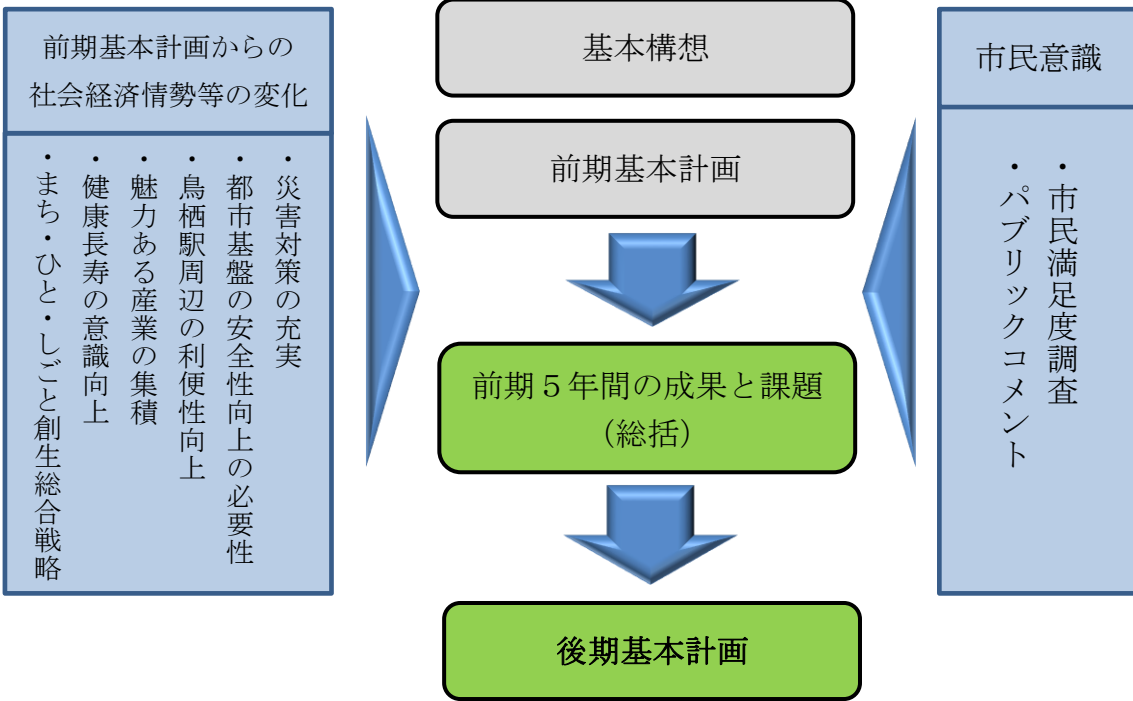 前期基本計画からの
社会経済情勢等の変化
・災害対策の充実
・都市基盤の安全性向上の必要性
・鳥栖駅周辺の利便性向上
・魅力ある産業の集積
・健康長寿の意識向上
・まち・ひと・しごと創生総合戦略
基本構想
前期基本計画
前期５年間の成果と課題
（総括）
後期基本計画
市民意識
・市民満足度調査
・パブリックコメント